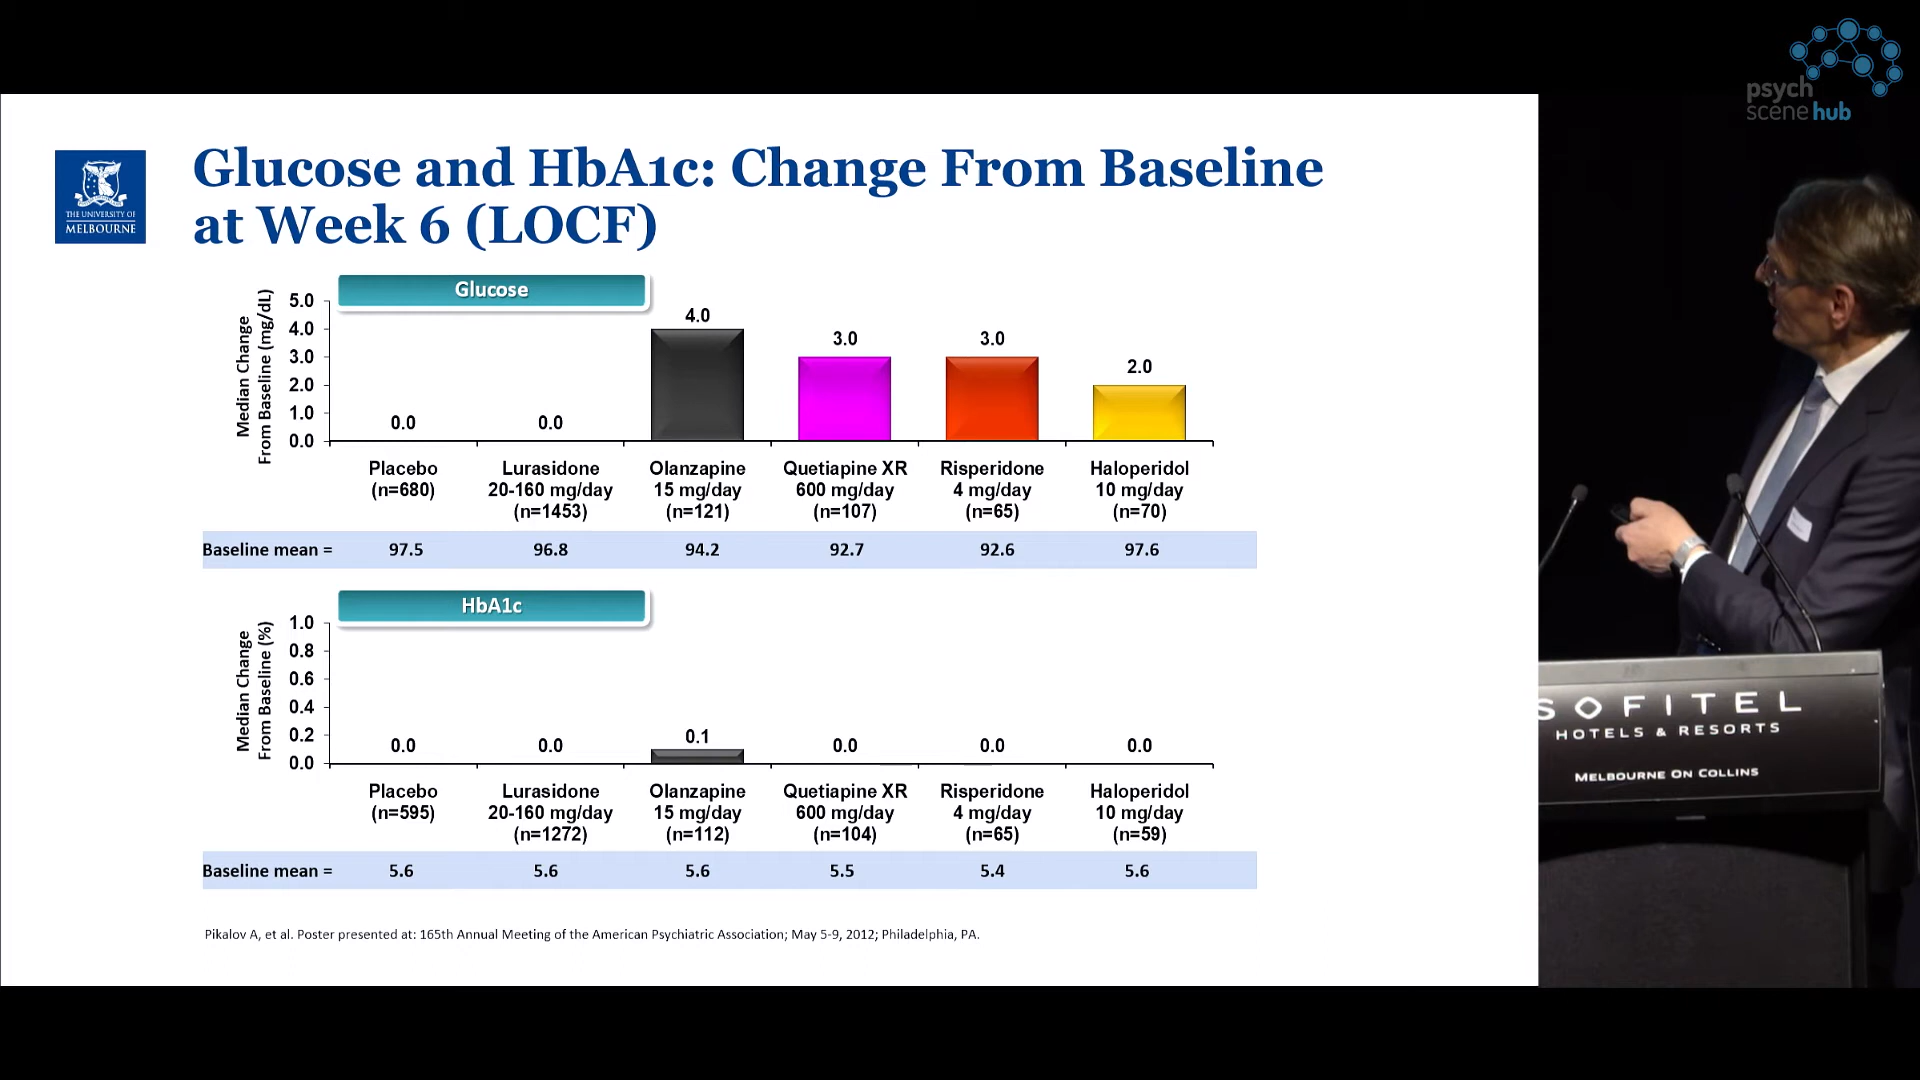 psych
scene hub
THE UNIVERSITY OF
MELBOURNE
Glucose and HbA1c: Change From Baseline
at Week 6 (LOCF)
Glucose
Median Change
From Baseline (mg/dL)
5.0
4.0
3.0
2.0
1.0
0.0
0.0 0.0 4.0 3.0 3.0 2.0
Placebo Lurasidone Olanzapine Quetiapine XR Risperidone Haloperidol
(n=680) 20-160 mg/day 15 mg/day 600 mg/day 4 mg/day 10 mg/day
(n=1453) (n=121) (n=107) (n=65) (n=70)
Baseline mean = 97.5 96.8 94.2 92.7 92.6 97.6
HbA1c
Median Change
From Baseline (%)
1.0
0.8
0.6
0.4
0.2
0.0
0.0 0.0 0.1 0.0 0.0 0.0
Placebo Lurasidone Olanzapine Quetiapine XR Risperidone Haloperidol
(n=595) 20-160 mg/day 15 mg/day 600 mg/day 4 mg/day 10 mg/day
(n=1272) (n=112) (n=104) (n=65) (n=59)
Baseline mean = 5.6 5.6 5.6 5.5 5.4 5.6
Pikalov A, et al. Poster presented at: 165th Annual Meeting of the American Psychiatric Association; May 5-9, 2012; Philadelphia, PA.
SOFITEL
HOTELS & RESORTS
MELBOURNE ON COLLINS